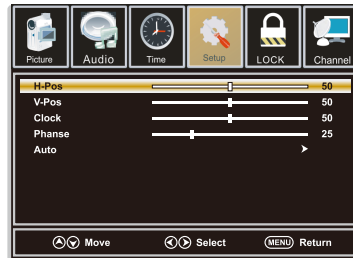 Picture Audio Time Setup LOCK Channel
H-Pos 50
V-Pos 50
Clock 50
Phanse 25
Auto
Move Select MENU Return